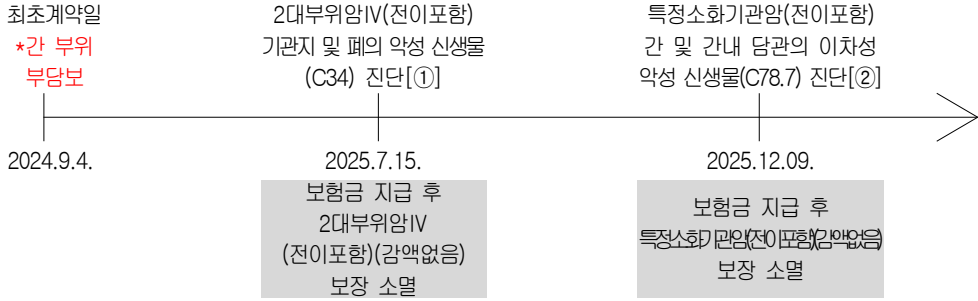 최초계약일
*간 부위
부담보
2대부위암Ⅳ(전이포함)
기관지 및 폐의 악성 신생물
(C34) 진단[①]
특정소화기관암(전이포함)
간 및 간내 담관의 이차성
악성 신생물(C78.7) 진단[②]
2024.9.4.
2025.7.15.
2025.12.09.
보험금 지급 후
2대부위암Ⅳ
(전이포함)(감액없음)
보장 소멸
보험금 지급 후
특정소화기관암(전이포함)(감액없음)
보장 소멸